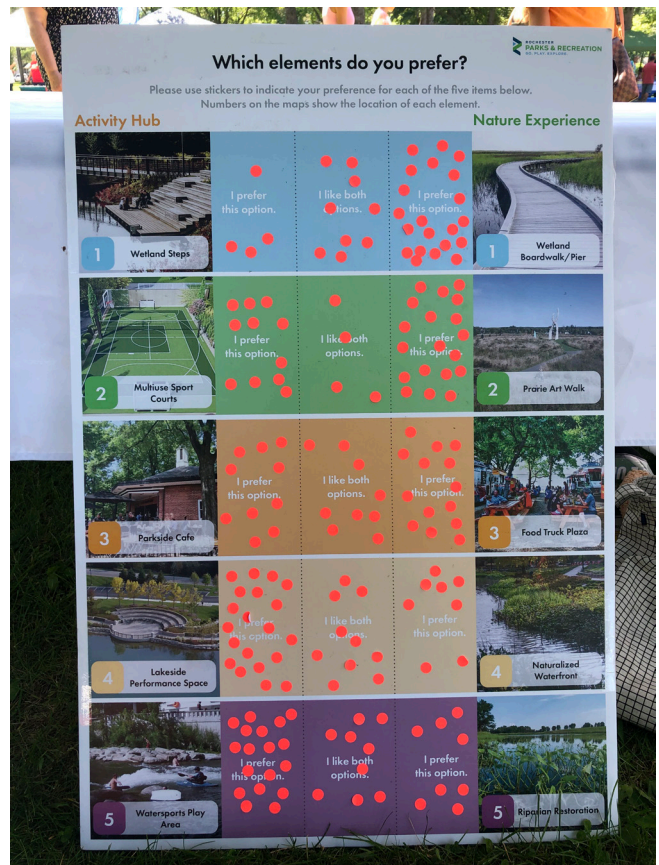 ROCHESTER
PARKS & RECREATION
BE. PLAY. EXPLORE.
Which elements do you prefer?
Please use stickers to indicate your preference for each of the five items below.
Numbers on the maps show the location of each element.
Activity Hub
Nature Experience
I prefer
this option.
I like both
options.
I prefer
this option.
1
Wetland Steps
1
Wetland
Boardwalk/Pier
I prefer
this option.
I like both
options.
I prefer
this option.
2
Multiuse Sport
Courts
2
Prarie Art Walk
I prefer
this option.
I like both
options.
I prefer
this option.
3
Parkside Cafe
3
Food Truck Plaza
I prefer
this option.
I like both
options.
I prefer
this option.
4
Lakeside
Performance Space
4
Naturalized
Waterfront
I prefer
this option.
I like both
options.
I prefer
this option.
5
Watersports Play
Area
5
Riparian Restoration